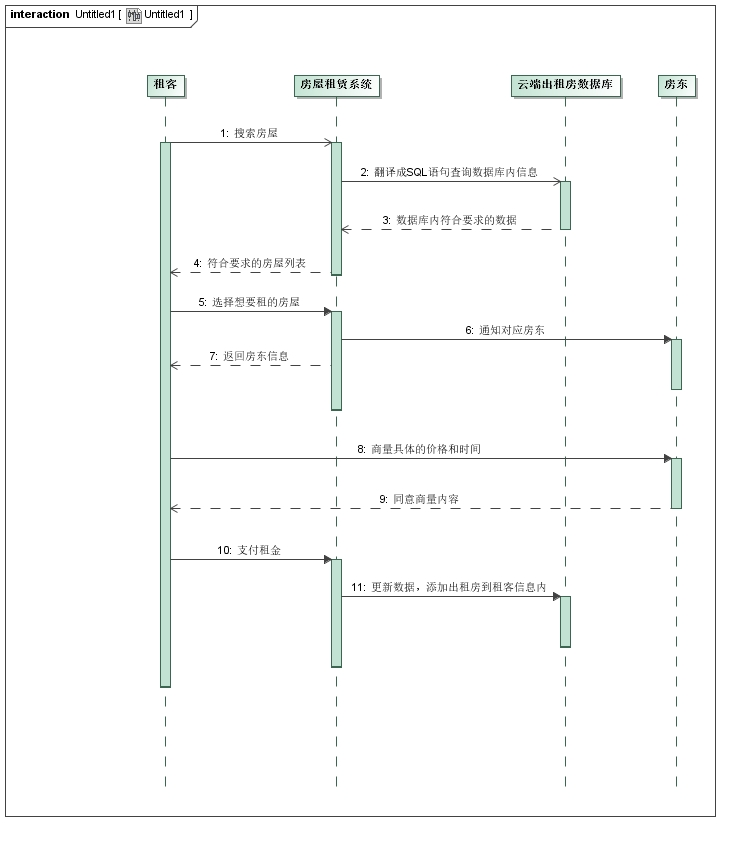 interaction Untitled1 [ Untitled1 ]
租客 房屋租赁系统 云端出租房数据库 房东
1: 搜索房屋
2: 翻译成SQL语句查询数据库内信息
3: 数据库内符合要求的数据
4: 符合要求的房屋列表
5: 选择想要租的房屋
6: 通知对应房东
7: 返回房东信息
8: 商量具体的价格和时间
9: 同意商量内容
10: 支付租金
11: 更新数据，添加出租房到租客信息内